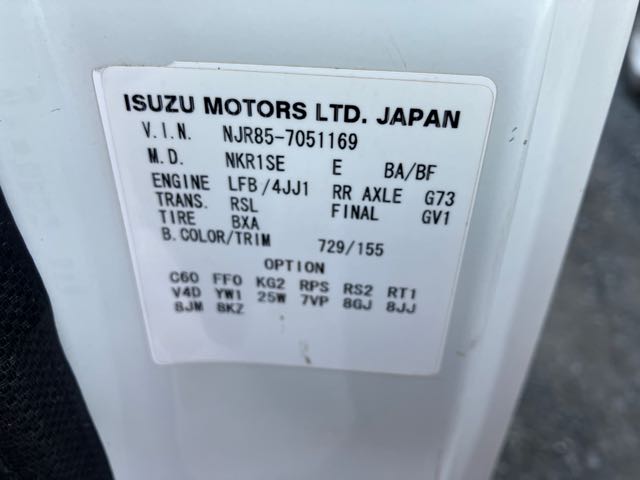 ISUZU MOTORS LTD. JAPAN
V.I.N. NJR85-7051169
M.D. NKR1SE E BA/BF
ENGINE LFB/4JJ1 RR AXLE G73
TRANS. RSL FINAL GV1
TIRE BXA
B.COLOR/TRIM 729/155
OPTION
C60 FF0 KG2 RPS RS2 RT1
V4D YW1 25W 7VP 8GJ 8JJ
8JM 8KZ